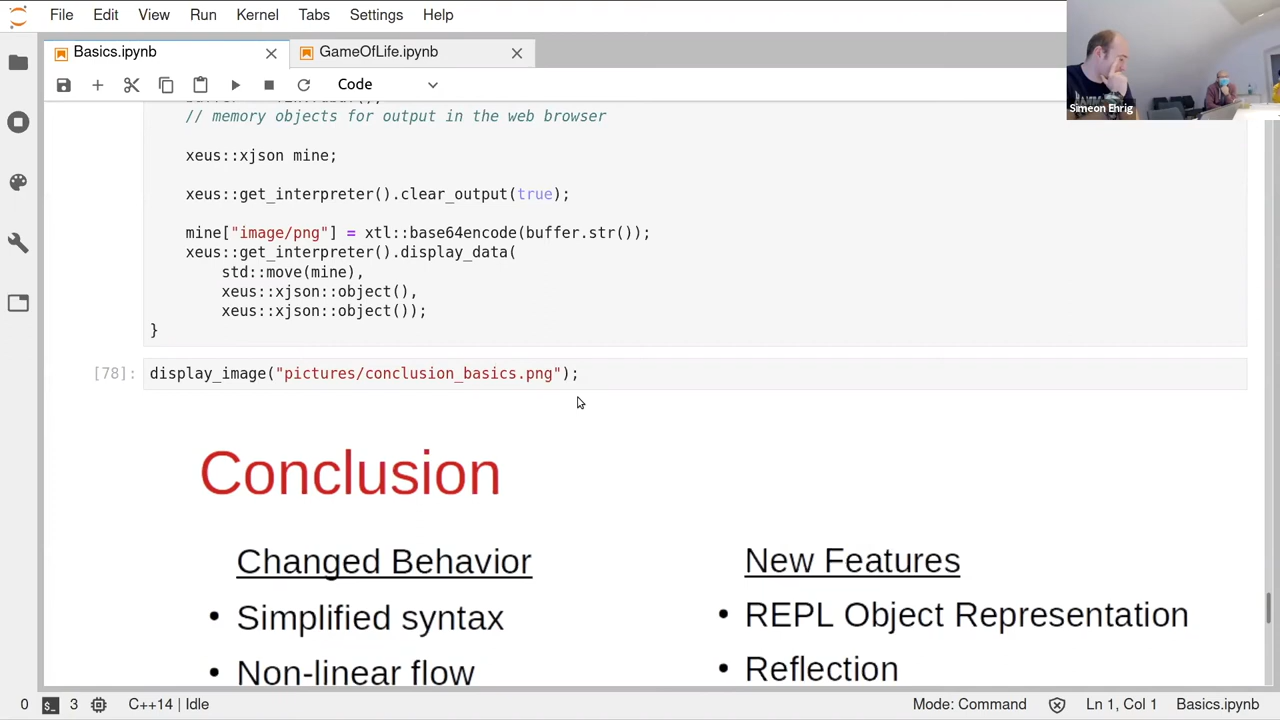 File Edit View Run Kernel Tabs Settings Help
Basics.ipynb GameOfLife.ipynb
Code
// memory objects for output in the web browser
xeus::xjson mine;
xeus::get_interpreter().clear_output(true);
mine["image/png"] = xtl::base64encode(buffer.str());
xeus::get_interpreter().display_data(
std::move(mine),
xeus::xjson::object(),
xeus::xjson::object());
}
[78]: display_image("pictures/conclusion_basics.png");
Conclusion
Changed Behavior
• Simplified syntax
• Non-linear flow
New Features
• REPL Object Representation
• Reflection
Simeon Ehrig
0 $_ 3 C++14 | Idle Mode: Command Ln 1, Col 1 Basics.ipynb